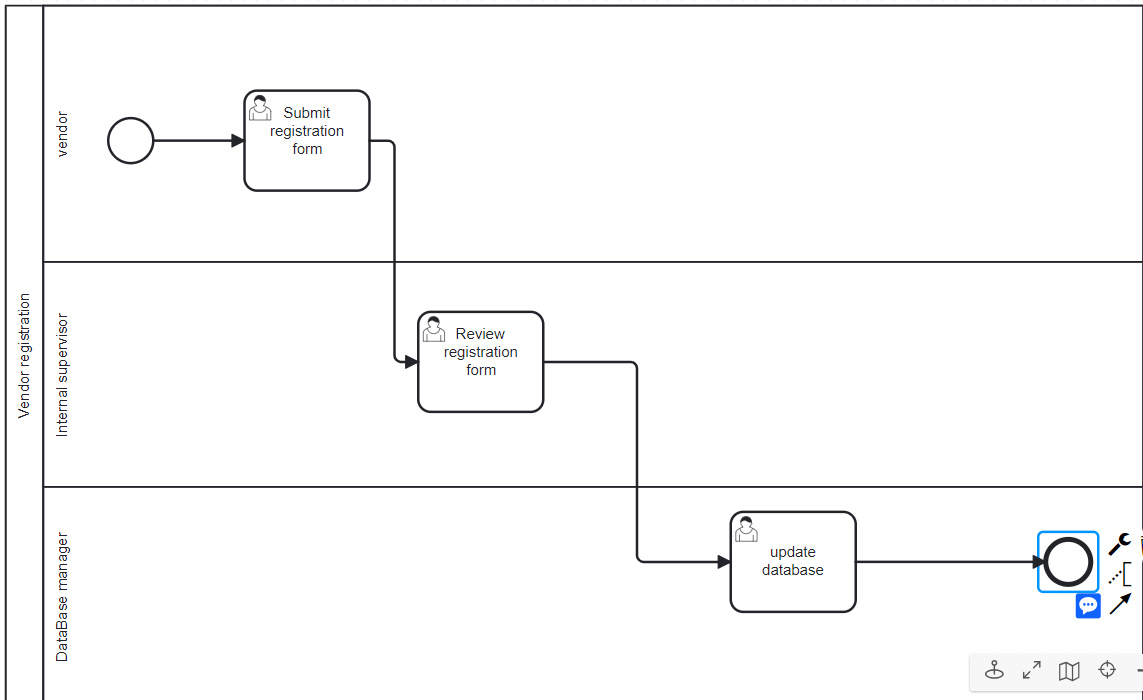 Vendor registration
vendor
Submit
registration
form
Internal supervisor
Review
registration
form
DataBase manager
update
database